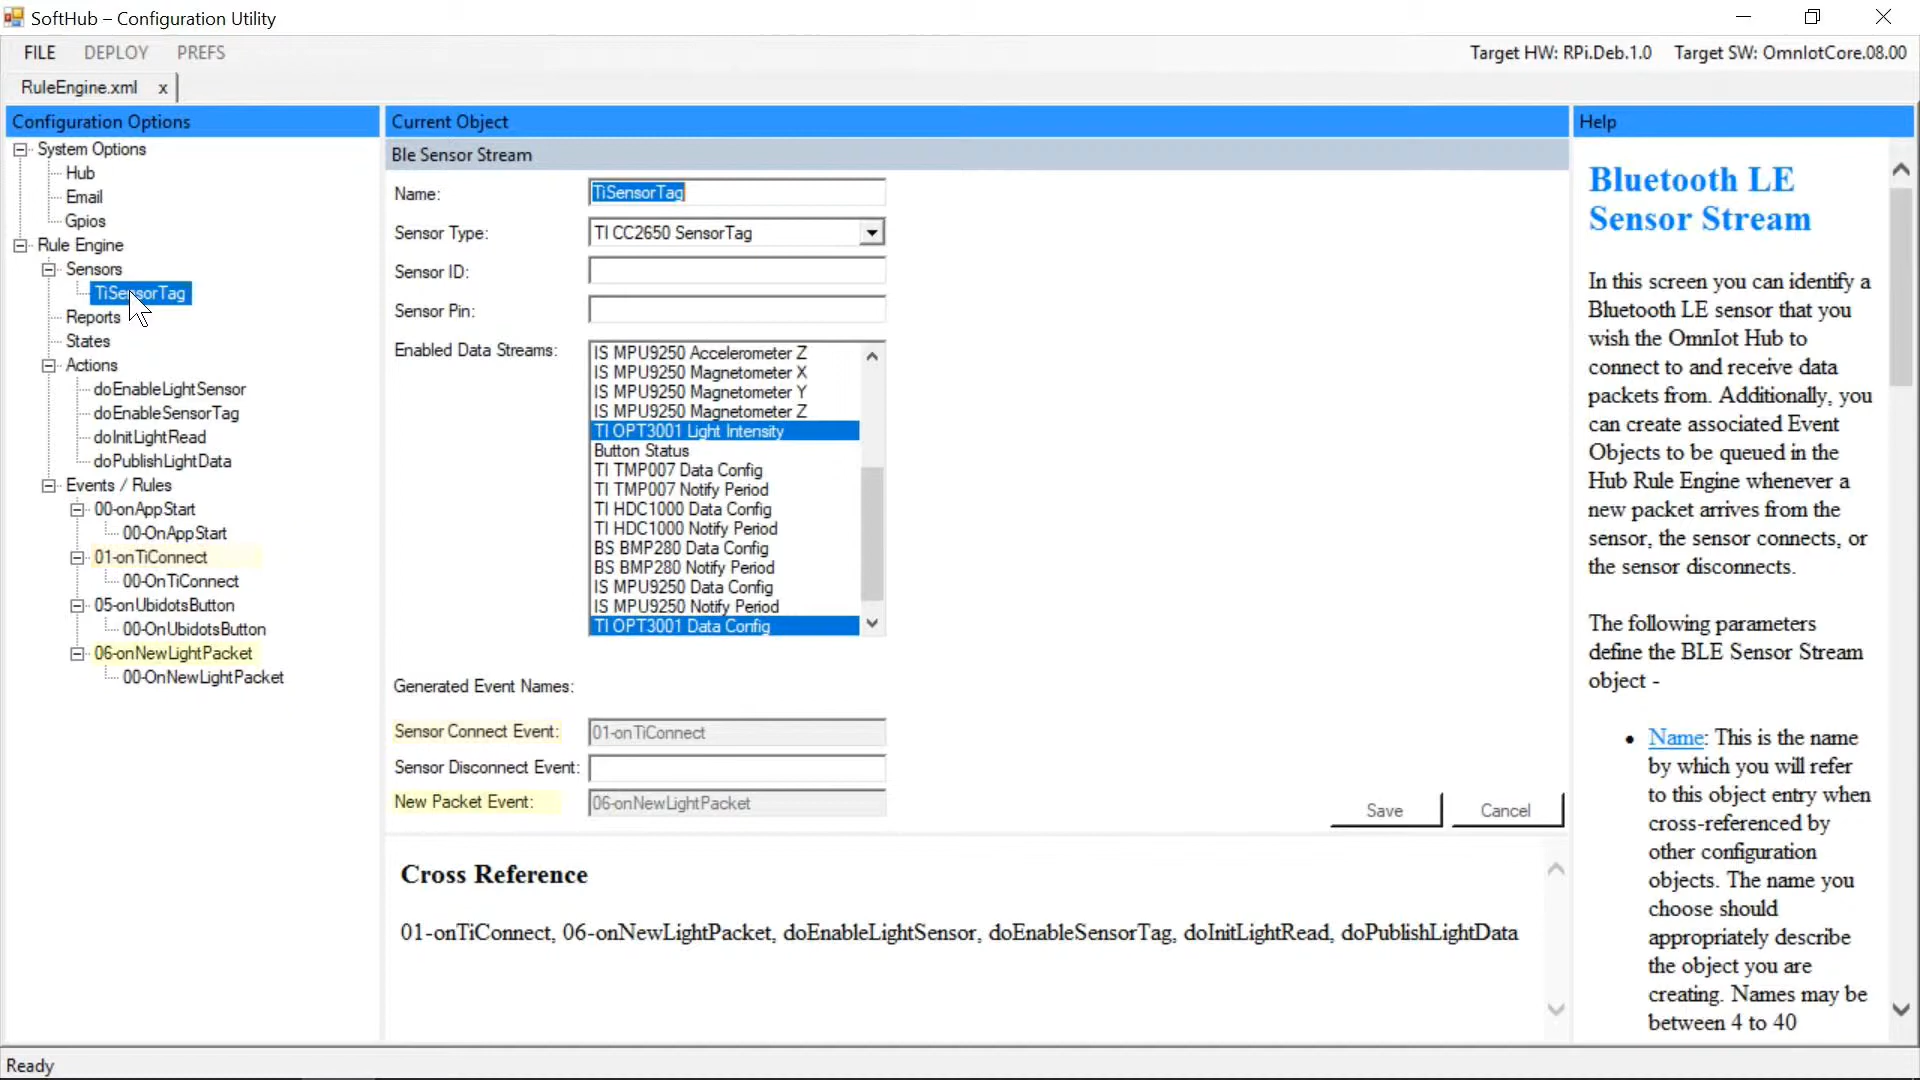 SoftHub – Configuration Utility
FILE DEPLOY PREFS
Target HW: RPi.Deb.1.0 Target SW: OmnIotCore.08.00
RuleEngine.xml x
Configuration Options
System Options
Hub
Email
Gpios
Rule Engine
Sensors
TiSensorTag
Reports
States
Actions
doEnableLightSensor
doEnableSensorTag
doInitLightRead
doPublishLightData
Events / Rules
00-onAppStart
00-OnAppStart
01-onTiConnect
00-OnTiConnect
05-onUbidotsButton
00-OnUbidotsButton
06-onNewLightPacket
00-OnNewLightPacket
Current Object
Ble Sensor Stream
Name: TiSensorTag
Sensor Type: TI CC2650 SensorTag
Sensor ID:
Sensor Pin:
Enabled Data Streams:
IS MPU9250 Accelerometer Z
IS MPU9250 Magnetometer X
IS MPU9250 Magnetometer Y
IS MPU9250 Magnetometer Z
TI OPT3001 Light Intensity
Button Status
TI TMP007 Data Config
TI TMP007 Notify Period
TI HDC1000 Data Config
TI HDC1000 Notify Period
BS BMP280 Data Config
BS BMP280 Notify Period
IS MPU9250 Data Config
IS MPU9250 Notify Period
TI OPT3001 Data Config
Generated Event Names:
Sensor Connect Event: 01-onTiConnect
Sensor Disconnect Event:
New Packet Event: 06-onNewLightPacket
Save Cancel
Cross Reference
01-onTiConnect, 06-onNewLightPacket, doEnableLightSensor, doEnableSensorTag, doInitLightRead, doPublishLightData
Help
Bluetooth LE
Sensor Stream
In this screen you can identify a
Bluetooth LE sensor that you
wish the OmnIot Hub to
connect to and receive data
packets from. Additionally, you
can create associated Event
Objects to be queued in the
Hub Rule Engine whenever a
new packet arrives from the
sensor, the sensor connects, or
the sensor disconnects.
The following parameters
define the BLE Sensor Stream
object -
• Name: This is the name
by which you will refer
to this object entry when
cross-referenced by
other configuration
objects. The name you
choose should
appropriately describe
the object you are
creating. Names may be
between 4 to 40
Ready